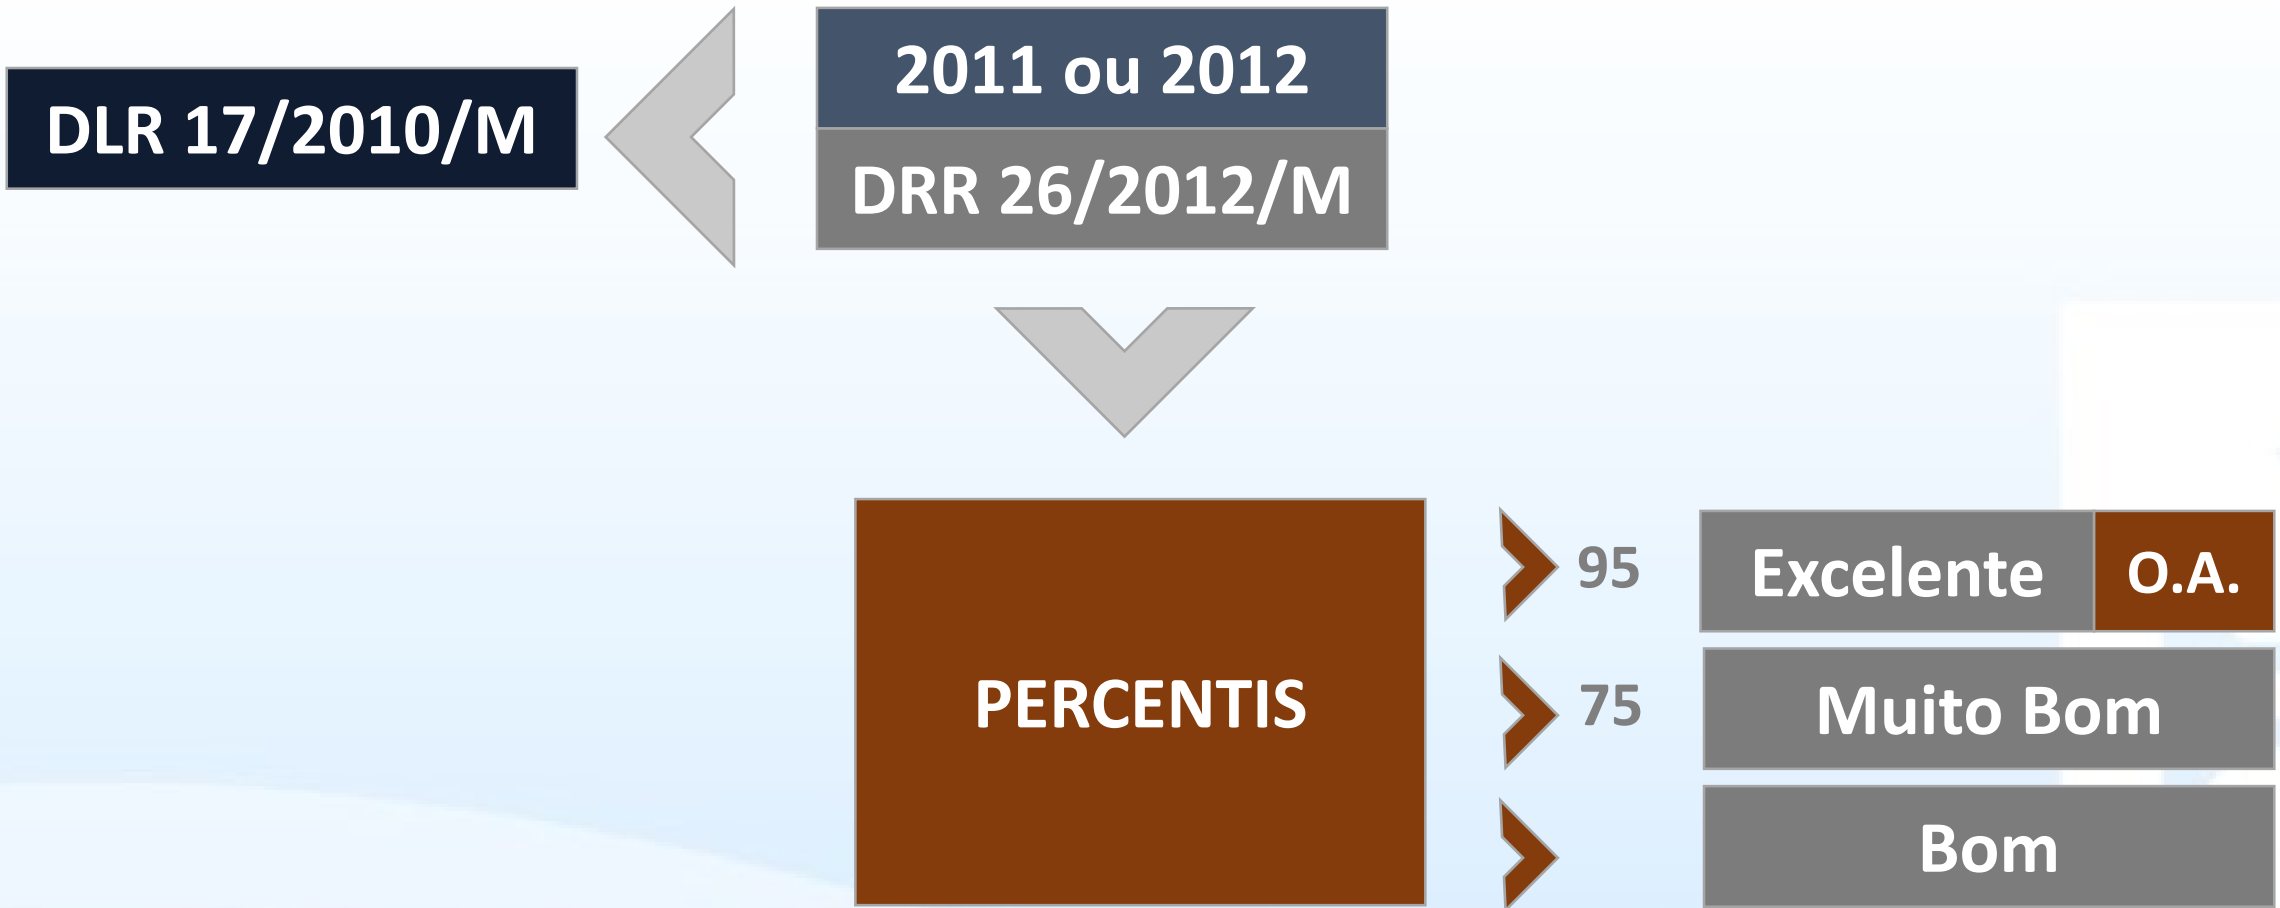 DLR 17/2010/M
2011 ou 2012
DRR 26/2012/M
PERCENTIS
95
Excelente
O.A.
75
Muito Bom
Bom